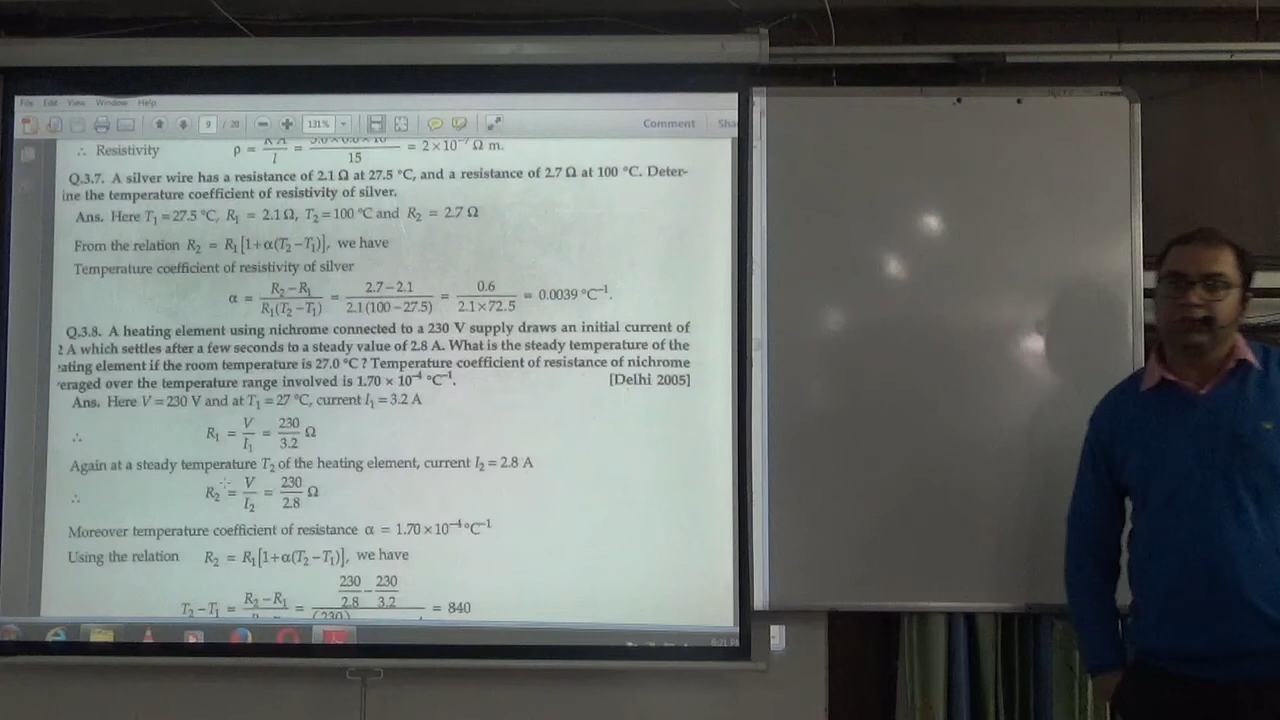 File Edit View Window Help
9 / 20 131% Comment Sha
∴ Resistivity ρ = / l = / 15 = 2×10⁻⁷ Ω m.
Q.3.7. A silver wire has a resistance of 2.1 Ω at 27.5 °C, and a resistance of 2.7 Ω at 100 °C. Deter-
ine the temperature coefficient of resistivity of silver.
Ans. Here T₁ = 27.5 °C, R₁ = 2.1 Ω, T₂ = 100 °C and R₂ = 2.7 Ω
From the relation R₂ = R₁ [1+α(T₂−T₁)], we have
Temperature coefficient of resistivity of silver
α = R₂−R₁ / R₁(T₂−T₁) = 2.7−2.1 / 2.1(100−27.5) = 0.6 / 2.1×72.5 = 0.0039 °C⁻¹.
Q.3.8. A heating element using nichrome connected to a 230 V supply draws an initial current of
2 A which settles after a few seconds to a steady value of 2.8 A. What is the steady temperature of the
ating element if the room temperature is 27.0 °C ? Temperature coefficient of resistance of nichrome
eraged over the temperature range involved is 1.70 × 10⁻⁴ °C⁻¹. [Delhi 2005]
Ans. Here V = 230 V and at T₁ = 27 °C, current I₁ = 3.2 A
∴ R₁ = V / I₁ = 230 / 3.2 Ω
Again at a steady temperature T₂ of the heating element, current I₂ = 2.8 A
∴ R₂ = V / I₂ = 230 / 2.8 Ω
Moreover temperature coefficient of resistance α = 1.70 × 10⁻⁴ °C⁻¹
Using the relation R₂ = R₁[1+α(T₂−T₁)], we have
T₂−T₁ = R₂−R₁ / = 230 / 2.8 − 230 / 3.2 / (230) = 840